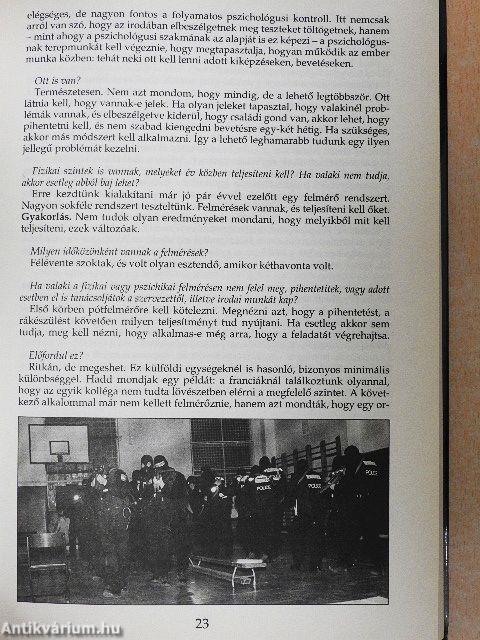 elégséges, de nagyon fontos a folyamatos pszichológusi kontroll. Itt nemcsak
arról van szó, hogy az irodában elbeszélgetnek meg teszteket töltögetnek, hanem
– mint ahogy a pszichológusi szakmának az alapját is ez képezi – a pszichológus-
nak terepmunkát kell végeznie, hogy megtapasztolja, hogyan működik az ember
munka közben: tehát neki ott kell lenni adott kiképzéseken, bevetéseken.
Ott is van?
Természetesen. Nem azt mondom, hogy mindig, de a lehető legtöbbször. Ott
látnia kell, hogy vannak-e jelek. Ha olyan jeleket tapasztal, hogy valakinél prob-
lémák vannak, és elbeszélgetve kiderül, hogy családi gond van, akkor lehet, hogy
pihentetni kell, és nem szabad kiengedni bevetésre egy-két hétig. Ha szükséges,
akkor más módszert kell alkalmazni. Így a lehető leghamarabb tudunk egy ilyen
jellegű problémát kezelni.
Fizikai szintek is vannak, melyeket év közben teljesíteni kell? Ha valaki nem tudja,
akkor esetleg abból baj lehet?
Erre kezdtünk kialakítani már jó pár évvel ezelőtt egy felmérő rendszert.
Nagyon sokféle rendszert teszteltünk. Felmérések vannak, és teljesíteni kell őket.
Gyakorlás. Nem tudok olyan eredményeket mondani, hogy melyikből mit kell
teljesíteni, ezek változóak.
Milyen időközönként vannak a felmérések?
Félévente szoktak, és volt olyan esztendő, amikor kéthavonta volt.
Ha valaki a fizikai vagy pszichikai felmérésen nem felel meg, pihentetitek, vagy adott
esetben el is tanácsoljátok a szervezettől, illetve irodai munkát kap?
Első körben pótfelmérőre kell kötelezni. Megnézni azt, hogy a pihentetést, a
rákészülést követően milyen teljesítményt tud nyújtani. Ha esetleg akkor sem
tudja, meg kell nézni, hogy alkalmas-e még arra, hogy a feladatát végrehajtsa.
Előfordul ez?
Ritkán, de megeshet. Ez külföldi egységeknél is hasonló, bizonyos minimális
különbséggel. Hadd mondjak egy példát: a franciáknál találkoztunk olyannal,
hogy az egyik kolléga nem tudta lövészetben elérni a megfelelő szintet. A követ-
kező alkalommal már nem kellett felmérőznie, hanem azt mondták, hogy egy or-
POLICE
POLICE
POLICE
23
Antikvárium.hu